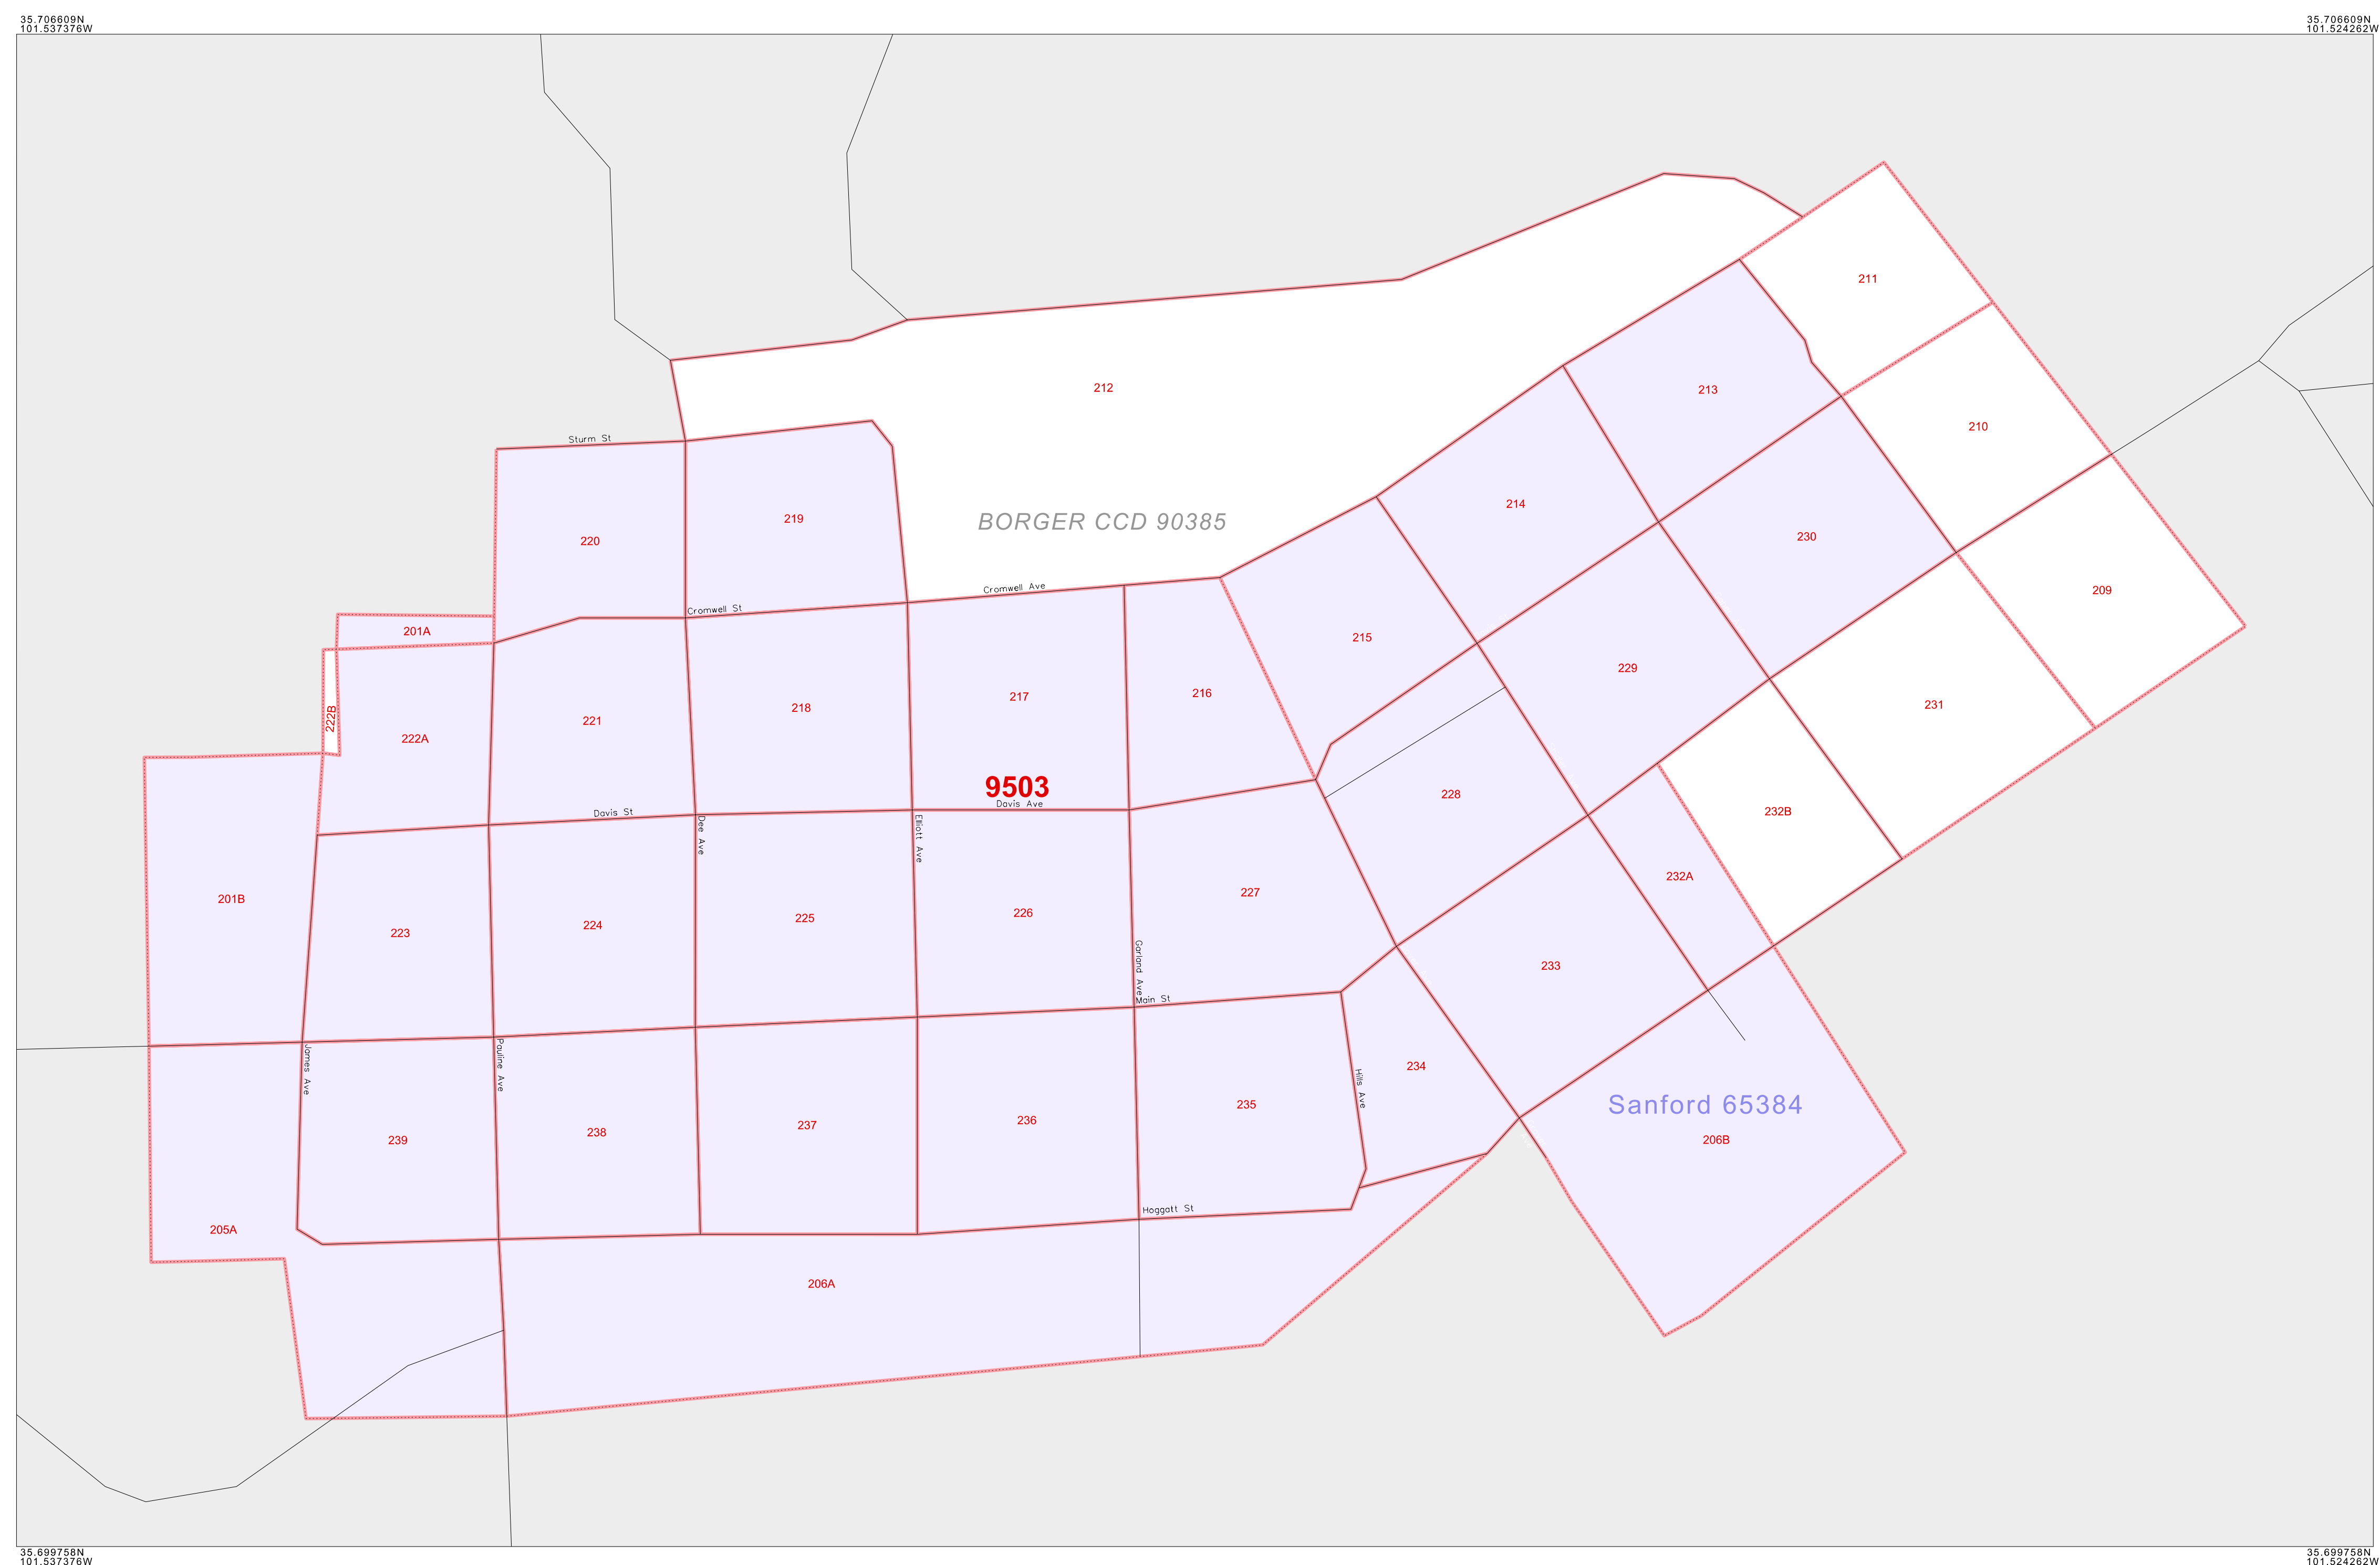 35.706609N
101.537376W
35.706609N
101.524262W
211
212
213
210
Sturm St
214
219
BORGER CCD 90385
230
220
Cromwell Ave
209
Cromwell St
201A
215
229
216
217
231
218
222B
221
222A
9503
Davis Ave
228
Davis St
232B
Dee Ave
Elliott Ave
232A
227
201B
226
225
224
223
233
Garland Ave
Main St
James Ave
Pauline Ave
234
Hills Ave
235
Sanford 65384
236
237
238
239
206B
Hoggatt St
205A
206A
35.699758N
101.537376W
35.699758N
101.524262W